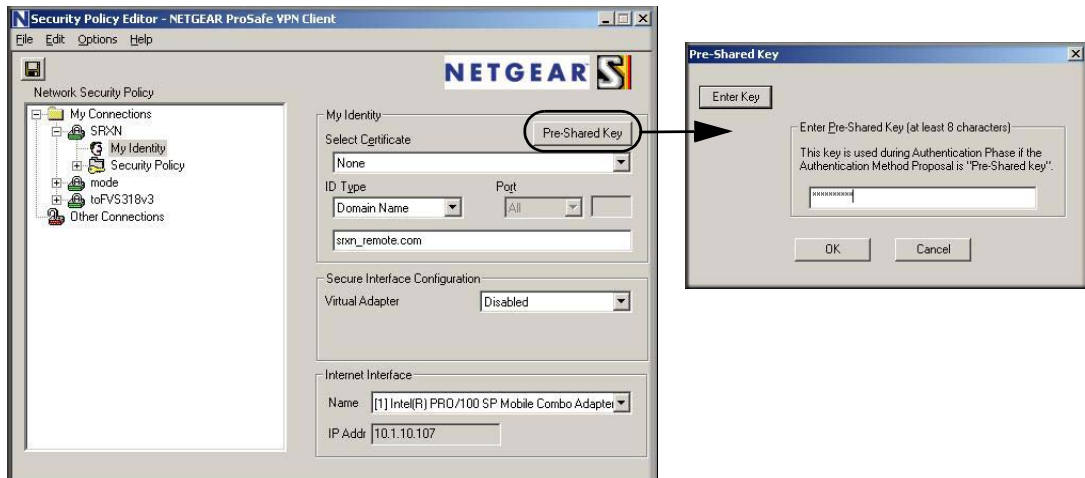 Security Policy Editor - NETGEAR ProSafe VPN Client
File Edit Options Help
NETGEAR
Network Security Policy
My Connections
SRXN
My Identity
Security Policy
mode
toFVS318v3
Other Connections
My Identity
Select Certificate
Pre-Shared Key
None
ID Type
Port
Domain Name
All
srxn_remote.com
Secure Interface Configuration
Virtual Adapter
Disabled
Internet Interface
Name
[1] Intel(R) PRO/100 SP Mobile Combo Adapter
IP Addr
10.1.10.107
Pre-Shared Key
Enter Key
Enter Pre-Shared Key (at least 8 characters)
This key is used during Authentication Phase if the
Authentication Method Proposal is "Pre-Shared key".
OK
Cancel